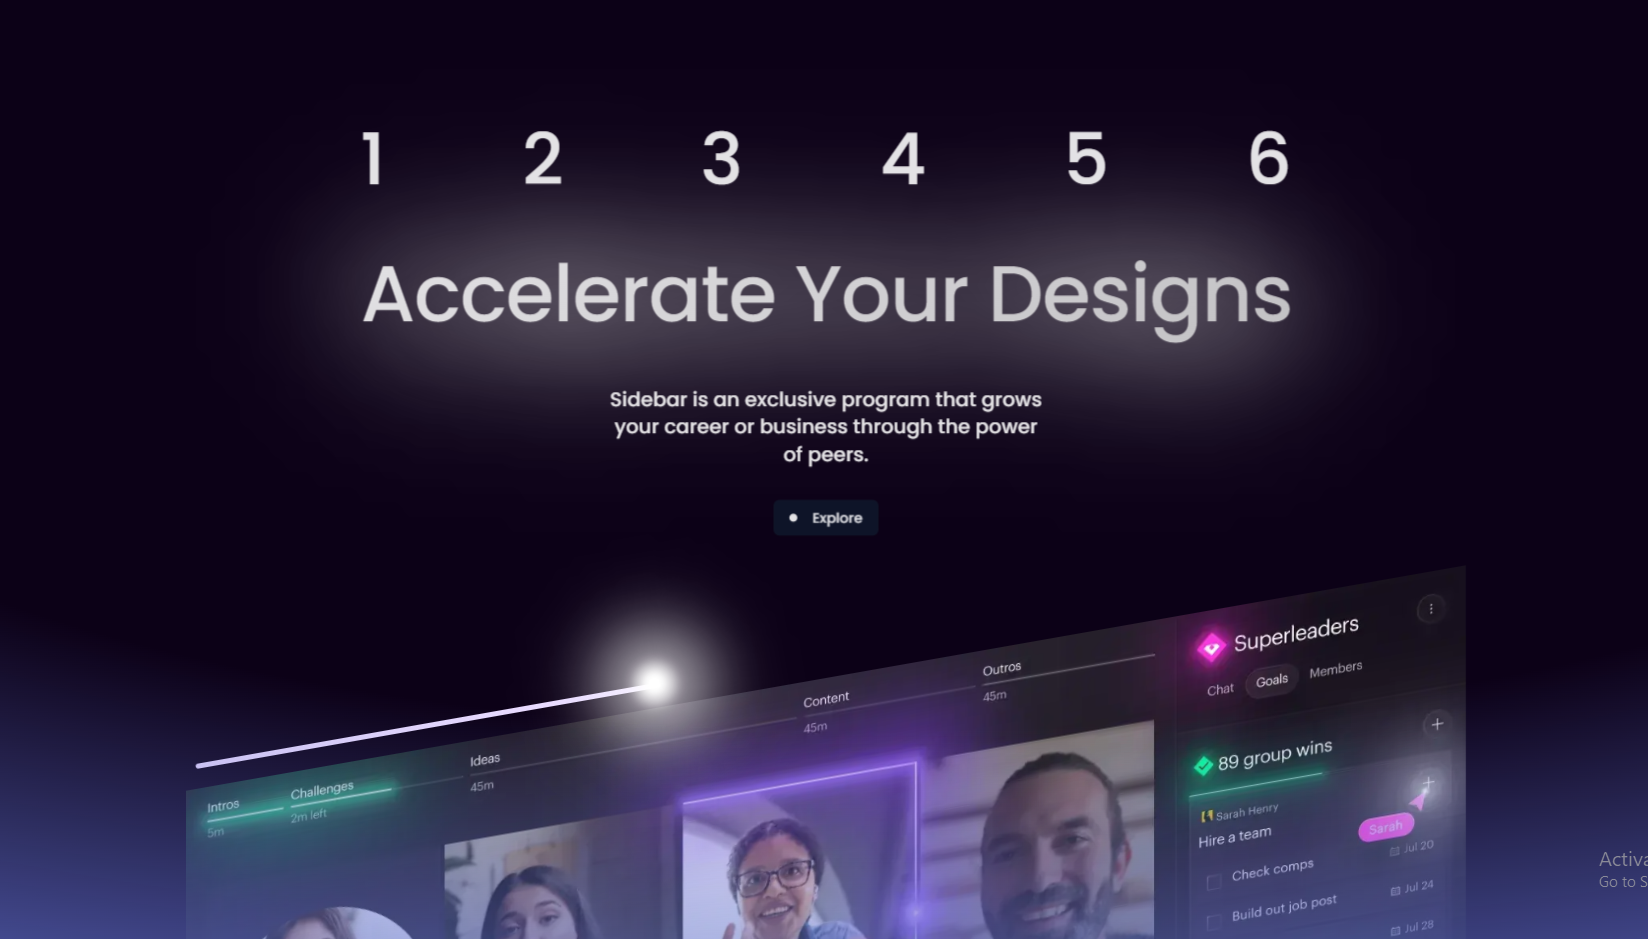 1 2 3 4 5 6
Accelerate Your Designs
Sidebar is an exclusive program that grows
your career or business through the power
of peers.
Explore
Superleaders
Chat Goals Members
Outros
45m
Content
45m
Ideas
45m
Challenges
2m left
Intros
5m
89 group wins
Sarah Henry
Hire a team
Sarah
Check comps
Jul 20
Build out job post
Jul 24
Jul 28
Activa
Go to S